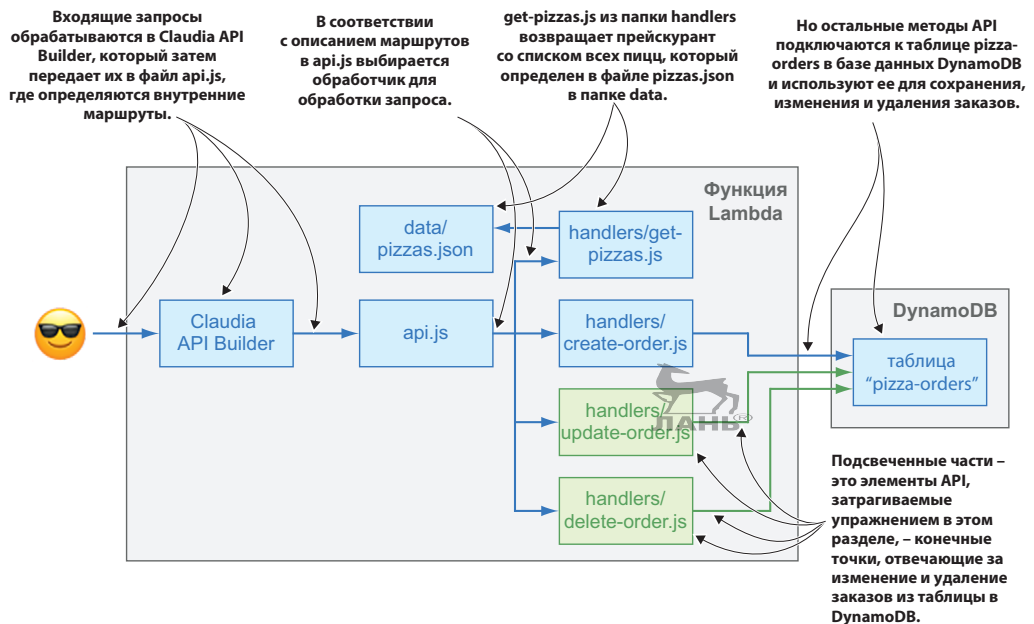 Входящие запросы
обрабатываются в Claudia API
Builder, который затем
передает их в файл api.js,
где определяются внутренние
маршруты.
В соответствии
с описанием маршрутов
в api.js выбирается
обработчик для
обработки запроса.
get-pizzas.js из папки handlers
возвращает прейскурант
со списком всех пицц, который
определен в файле pizzas.json
в папке data.
Но остальные методы API
подключаются к таблице pizza-
orders в базе данных DynamoDB
и используют ее для сохранения,
изменения и удаления заказов.
Функция
Lambda
data/
pizzas.json
handlers/get-
pizzas.js
Claudia
API Builder
api.js
handlers/
create-order.js
handlers/
update-order.js
handlers/
delete-order.js
ЛАНЬ®
DynamoDB
таблица
“pizza-orders”
Подсвеченные части –
это элементы API,
затрагиваемые
упражнением в этом
разделе, – конечные
точки, отвечающие за
изменение и удаление
заказов из таблицы в
DynamoDB.